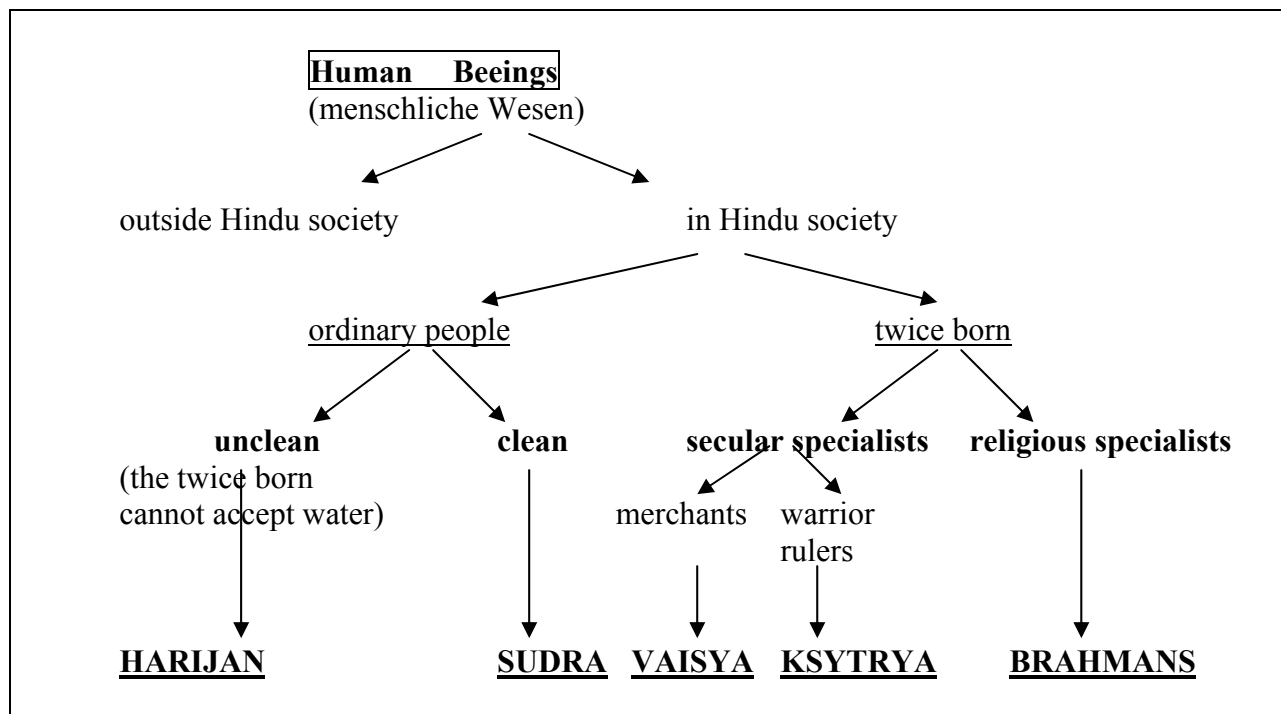 Human Beeings
(menschliche Wesen)
outside Hindu society
in Hindu society
ordinary people
twice born
unclean
clean
secular specialists
religious specialists
(the twice born
cannot accept water)
merchants
warrior
rulers
HARIJAN
SUDRA
VAISYA
KSYTRYA
BRAHMANS